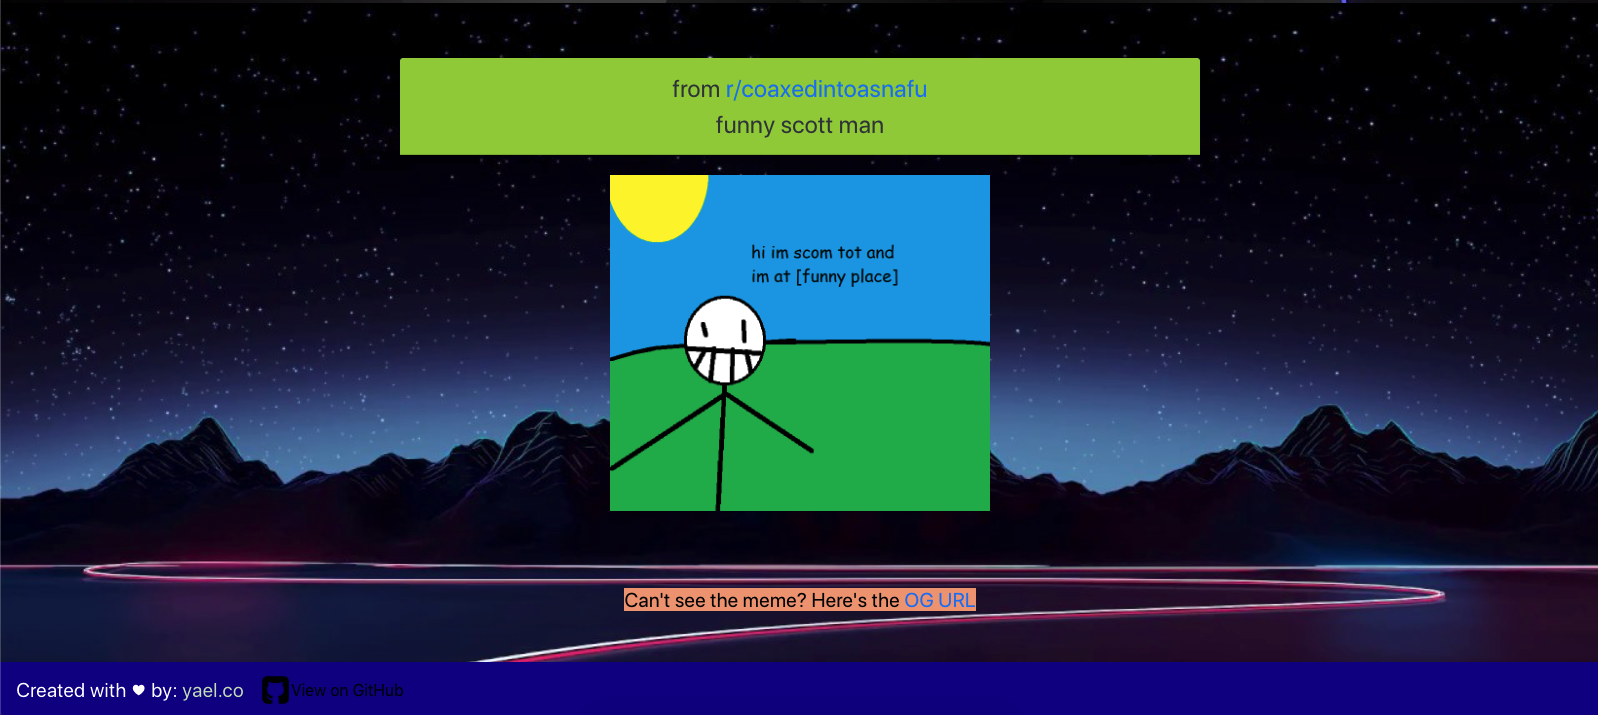 from r/coaxedintoasnafu
funny scott man
hi im scom tot and
im at [funny place]
Can't see the meme? Here's the OG URL
Created with ♥ by: yael.co View on GitHub